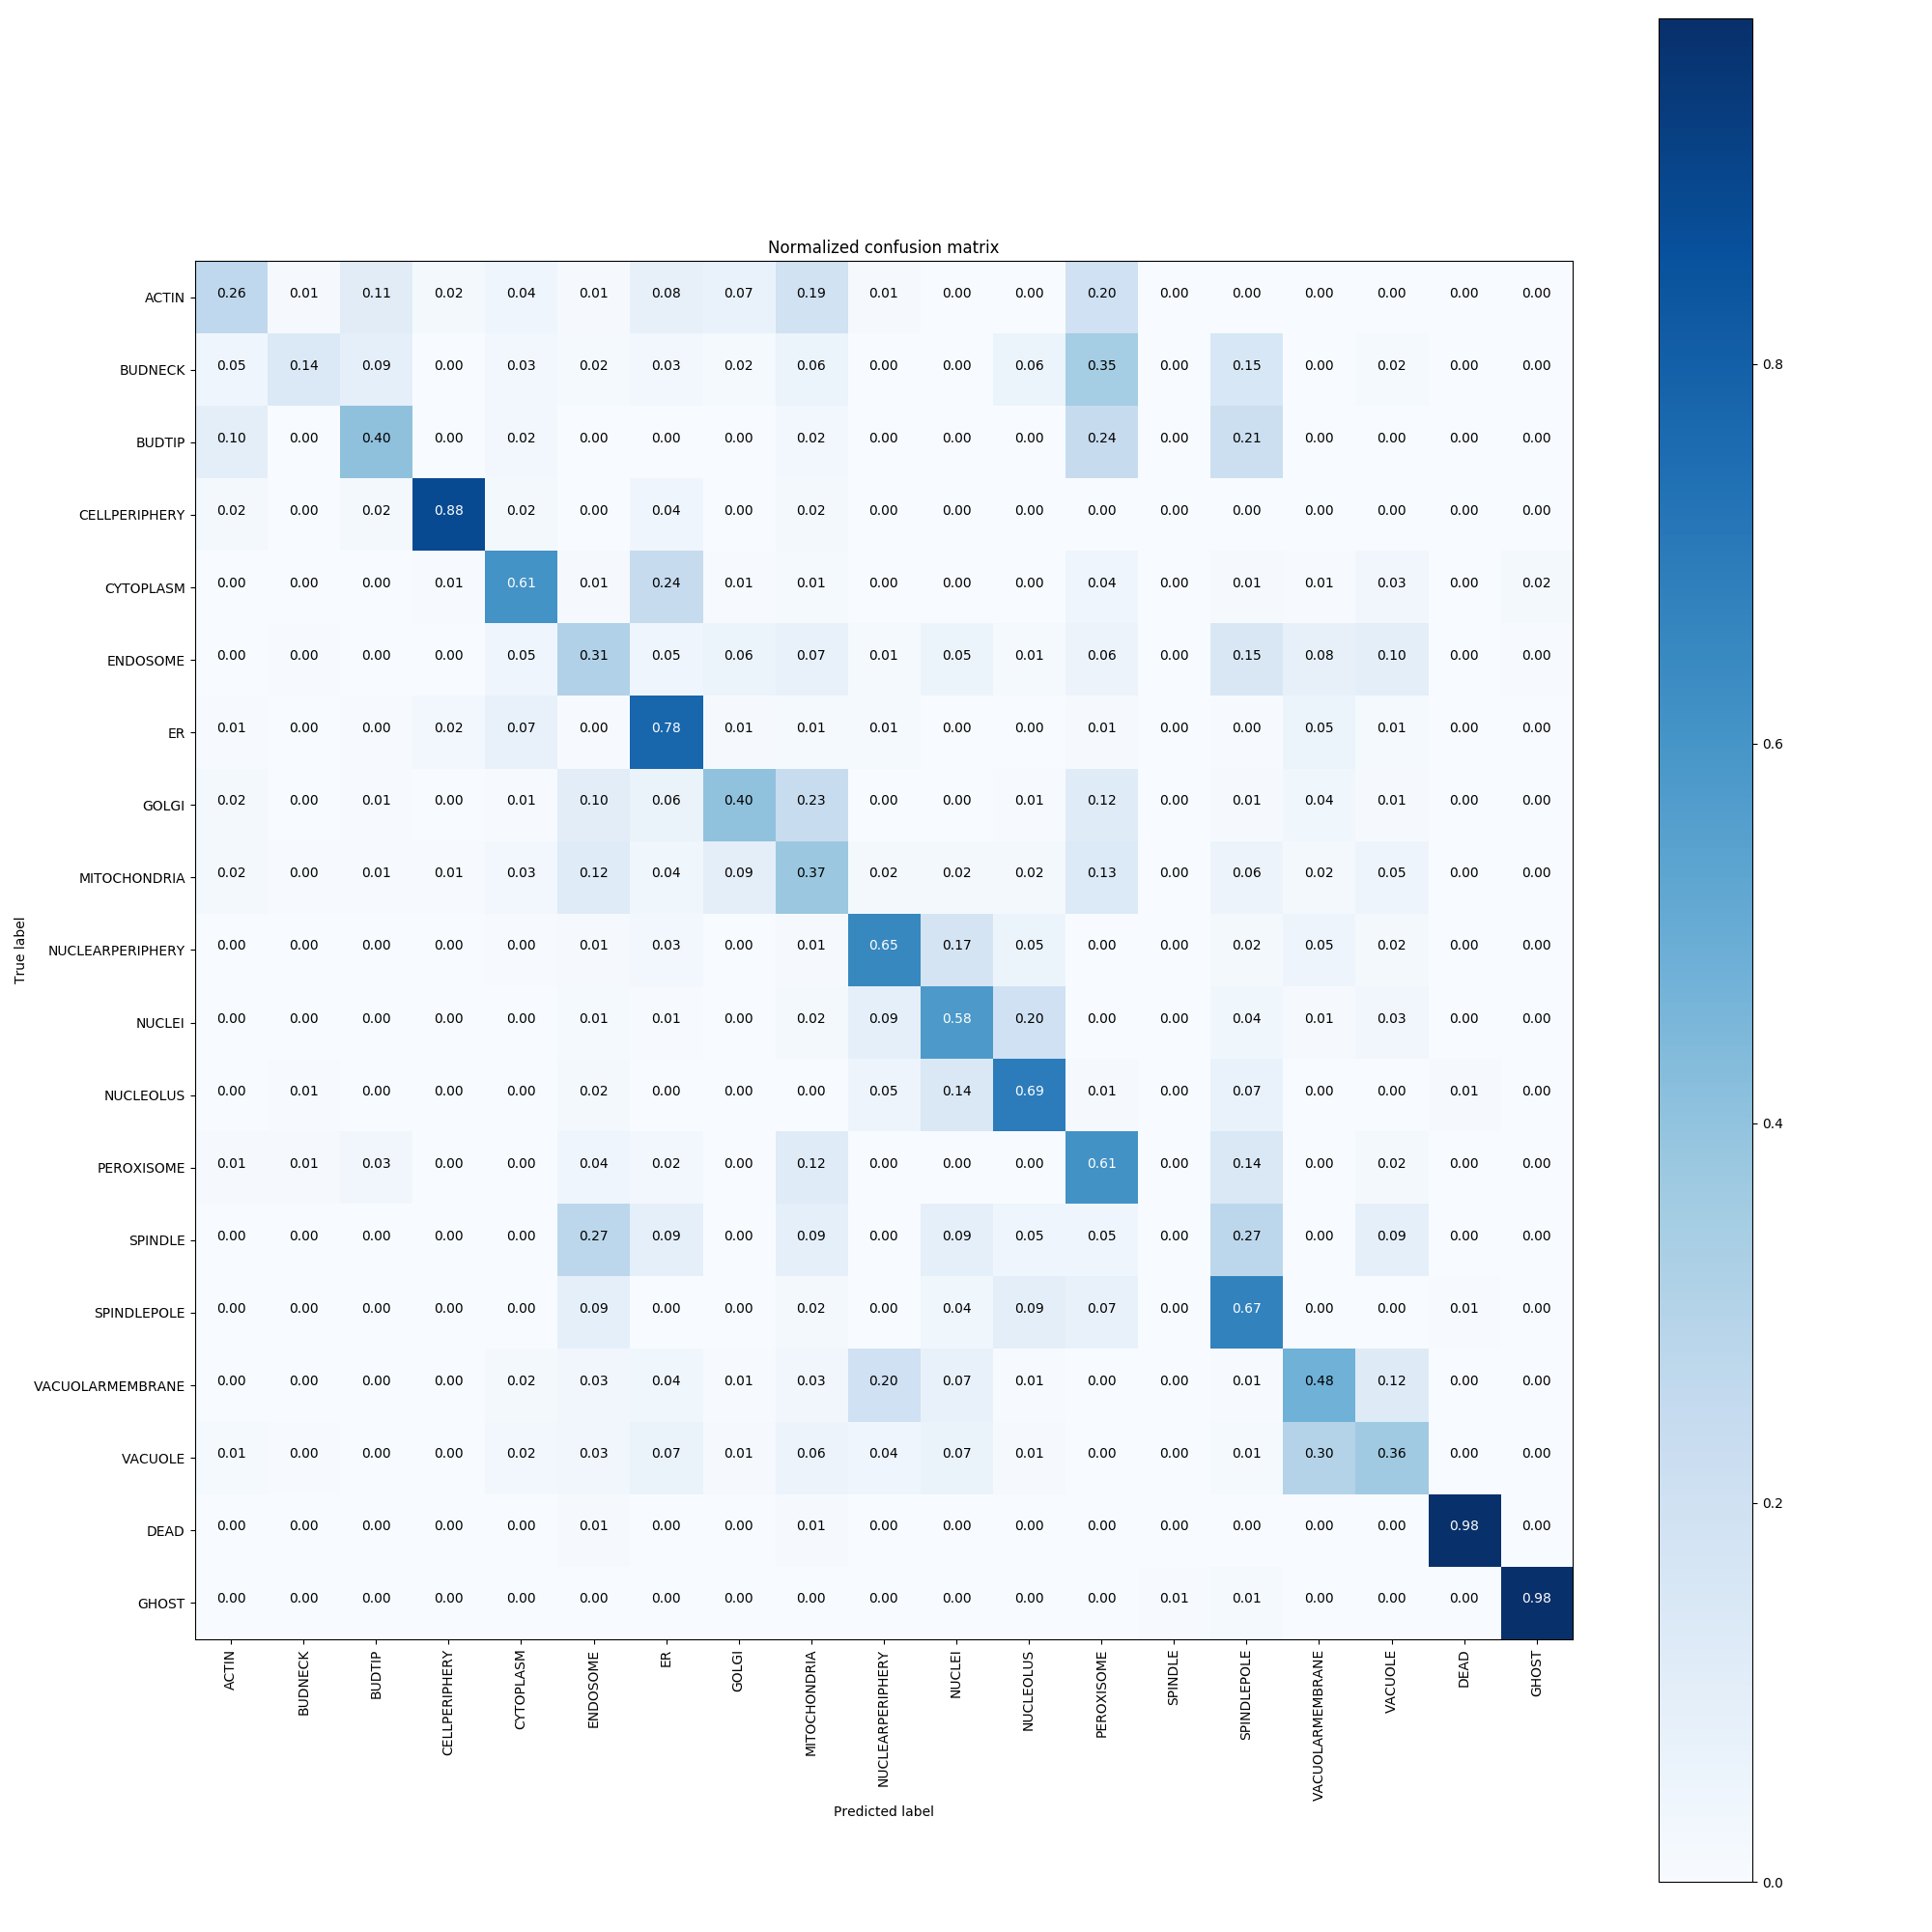 Normalized confusion matrix
ACTIN 0.26 0.01 0.11 0.02 0.04 0.01 0.08 0.07 0.19 0.01 0.00 0.00 0.20 0.00 0.00 0.00 0.00 0.00 0.00
BUDNECK 0.05 0.14 0.09 0.00 0.03 0.02 0.03 0.02 0.06 0.00 0.00 0.06 0.35 0.00 0.15 0.00 0.02 0.00 0.00
BUDTIP 0.10 0.00 0.40 0.00 0.02 0.00 0.00 0.00 0.02 0.00 0.00 0.00 0.24 0.00 0.21 0.00 0.00 0.00 0.00
CELLPERIPHERY 0.02 0.00 0.02 0.88 0.02 0.00 0.04 0.00 0.02 0.00 0.00 0.00 0.00 0.00 0.00 0.00 0.00 0.00 0.00
CYTOPLASM 0.00 0.00 0.00 0.01 0.61 0.01 0.24 0.01 0.01 0.00 0.00 0.00 0.04 0.00 0.01 0.01 0.03 0.00 0.02
ENDOSOME 0.00 0.00 0.00 0.00 0.05 0.31 0.05 0.06 0.07 0.01 0.05 0.01 0.06 0.00 0.15 0.08 0.10 0.00 0.00
ER 0.01 0.00 0.00 0.02 0.07 0.00 0.78 0.01 0.01 0.01 0.00 0.00 0.01 0.00 0.00 0.05 0.01 0.00 0.00
GOLGI 0.02 0.00 0.01 0.00 0.01 0.10 0.06 0.40 0.23 0.00 0.00 0.01 0.12 0.00 0.01 0.04 0.01 0.00 0.00
MITOCHONDRIA 0.02 0.00 0.01 0.01 0.03 0.12 0.04 0.09 0.37 0.02 0.02 0.02 0.13 0.00 0.06 0.02 0.05 0.00 0.00
NUCLEARPERIPHERY 0.00 0.00 0.00 0.00 0.00 0.01 0.03 0.00 0.01 0.65 0.17 0.05 0.00 0.00 0.02 0.05 0.02 0.00 0.00
NUCLEI 0.00 0.00 0.00 0.00 0.00 0.01 0.01 0.00 0.02 0.09 0.58 0.20 0.00 0.00 0.04 0.01 0.03 0.00 0.00
NUCLEOLUS 0.00 0.01 0.00 0.00 0.00 0.02 0.00 0.00 0.00 0.05 0.14 0.69 0.01 0.00 0.07 0.00 0.00 0.01 0.00
PEROXISOME 0.01 0.01 0.03 0.00 0.00 0.04 0.02 0.00 0.12 0.00 0.00 0.00 0.61 0.00 0.14 0.00 0.02 0.00 0.00
SPINDLE 0.00 0.00 0.00 0.00 0.00 0.27 0.09 0.00 0.09 0.00 0.09 0.05 0.05 0.00 0.27 0.00 0.09 0.00 0.00
SPINDLEPOLE 0.00 0.00 0.00 0.00 0.00 0.09 0.00 0.00 0.02 0.00 0.04 0.09 0.07 0.00 0.67 0.00 0.00 0.01 0.00
VACUOLARMEMBRANE 0.00 0.00 0.00 0.00 0.02 0.03 0.04 0.01 0.03 0.20 0.07 0.01 0.00 0.00 0.01 0.48 0.12 0.00 0.00
VACUOLE 0.01 0.00 0.00 0.00 0.02 0.03 0.07 0.01 0.06 0.04 0.07 0.01 0.00 0.00 0.01 0.30 0.36 0.00 0.00
DEAD 0.00 0.00 0.00 0.00 0.00 0.01 0.00 0.00 0.01 0.00 0.00 0.00 0.00 0.00 0.00 0.00 0.00 0.98 0.00
GHOST 0.00 0.00 0.00 0.00 0.00 0.00 0.00 0.00 0.00 0.00 0.00 0.00 0.00 0.01 0.01 0.00 0.00 0.00 0.98
True label
ACTIN
BUDNECK
BUDTIP
CELLPERIPHERY
CYTOPLASM
ENDOSOME
ER
GOLGI
MITOCHONDRIA
NUCLEARPERIPHERY
NUCLEI
NUCLEOLUS
PEROXISOME
SPINDLE
SPINDLEPOLE
VACUOLARMEMBRANE
VACUOLE
DEAD
GHOST
Predicted label
0.8
0.6
0.4
0.2
0.0